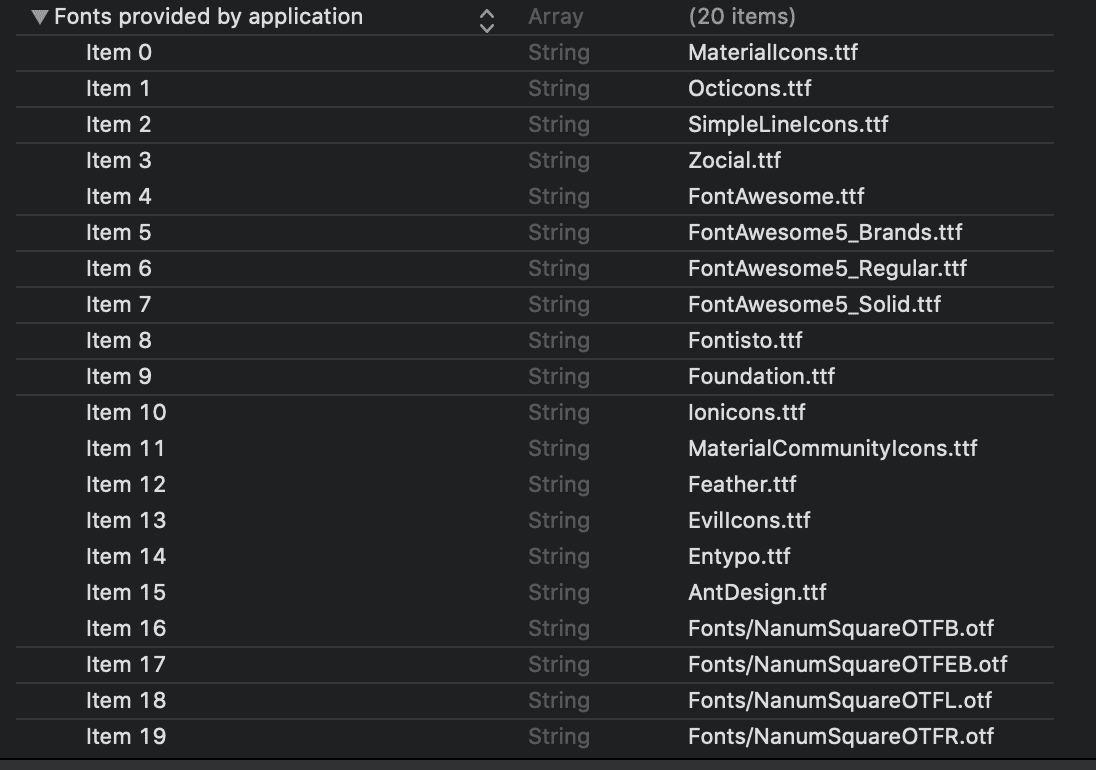 Fonts provided by application Array (20 items)
Item 0 String MaterialIcons.ttf
Item 1 String Octicons.ttf
Item 2 String SimpleLineIcons.ttf
Item 3 String Zocial.ttf
Item 4 String FontAwesome.ttf
Item 5 String FontAwesome5_Brands.ttf
Item 6 String FontAwesome5_Regular.ttf
Item 7 String FontAwesome5_Solid.ttf
Item 8 String Fontisto.ttf
Item 9 String Foundation.ttf
Item 10 String Ionicons.ttf
Item 11 String MaterialCommunityIcons.ttf
Item 12 String Feather.ttf
Item 13 String EvilIcons.ttf
Item 14 String Entypo.ttf
Item 15 String AntDesign.ttf
Item 16 String Fonts/NanumSquareOTFB.otf
Item 17 String Fonts/NanumSquareOTFEB.otf
Item 18 String Fonts/NanumSquareOTFL.otf
Item 19 String Fonts/NanumSquareOTFR.otf